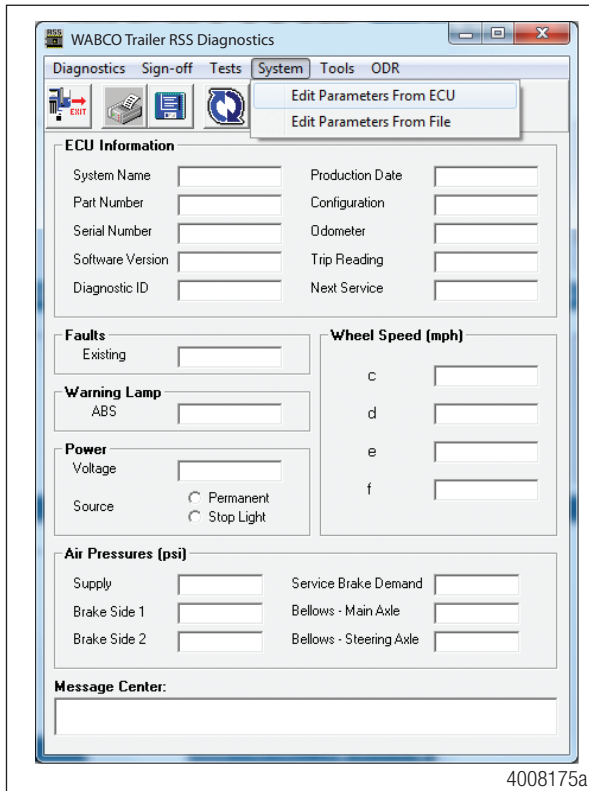 RSS WABCO Trailer RSS Diagnostics
Diagnostics Sign-off Tests System Tools ODR
Edit Parameters From ECU
Edit Parameters From File
EXIT
ECU Information
System Name Production Date
Part Number Configuration
Serial Number Odometer
Software Version Trip Reading
Diagnostic ID Next Service
Faults Wheel Speed (mph)
Existing
c
Warning Lamp
ABS d
Power e
Voltage
f
Source Permanent
Stop Light
Air Pressures (psi)
Supply Service Brake Demand
Brake Side 1 Bellows - Main Axle
Brake Side 2 Bellows - Steering Axle
Message Center:
4008175a